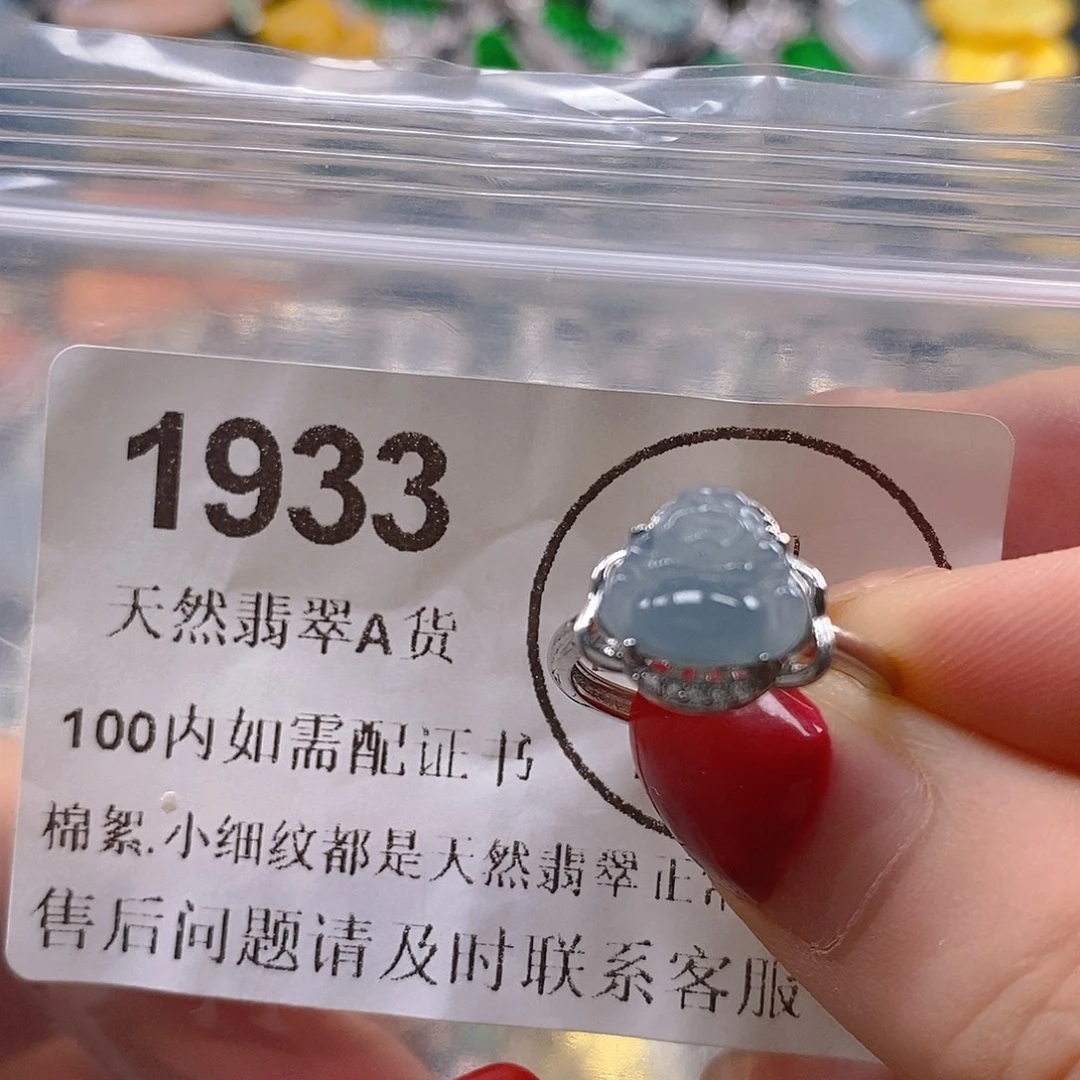 1933
天然翡翠A货
100内如需配证书
棉絮.小细纹都是天然翡翠正常
售后问题请及时联系客服